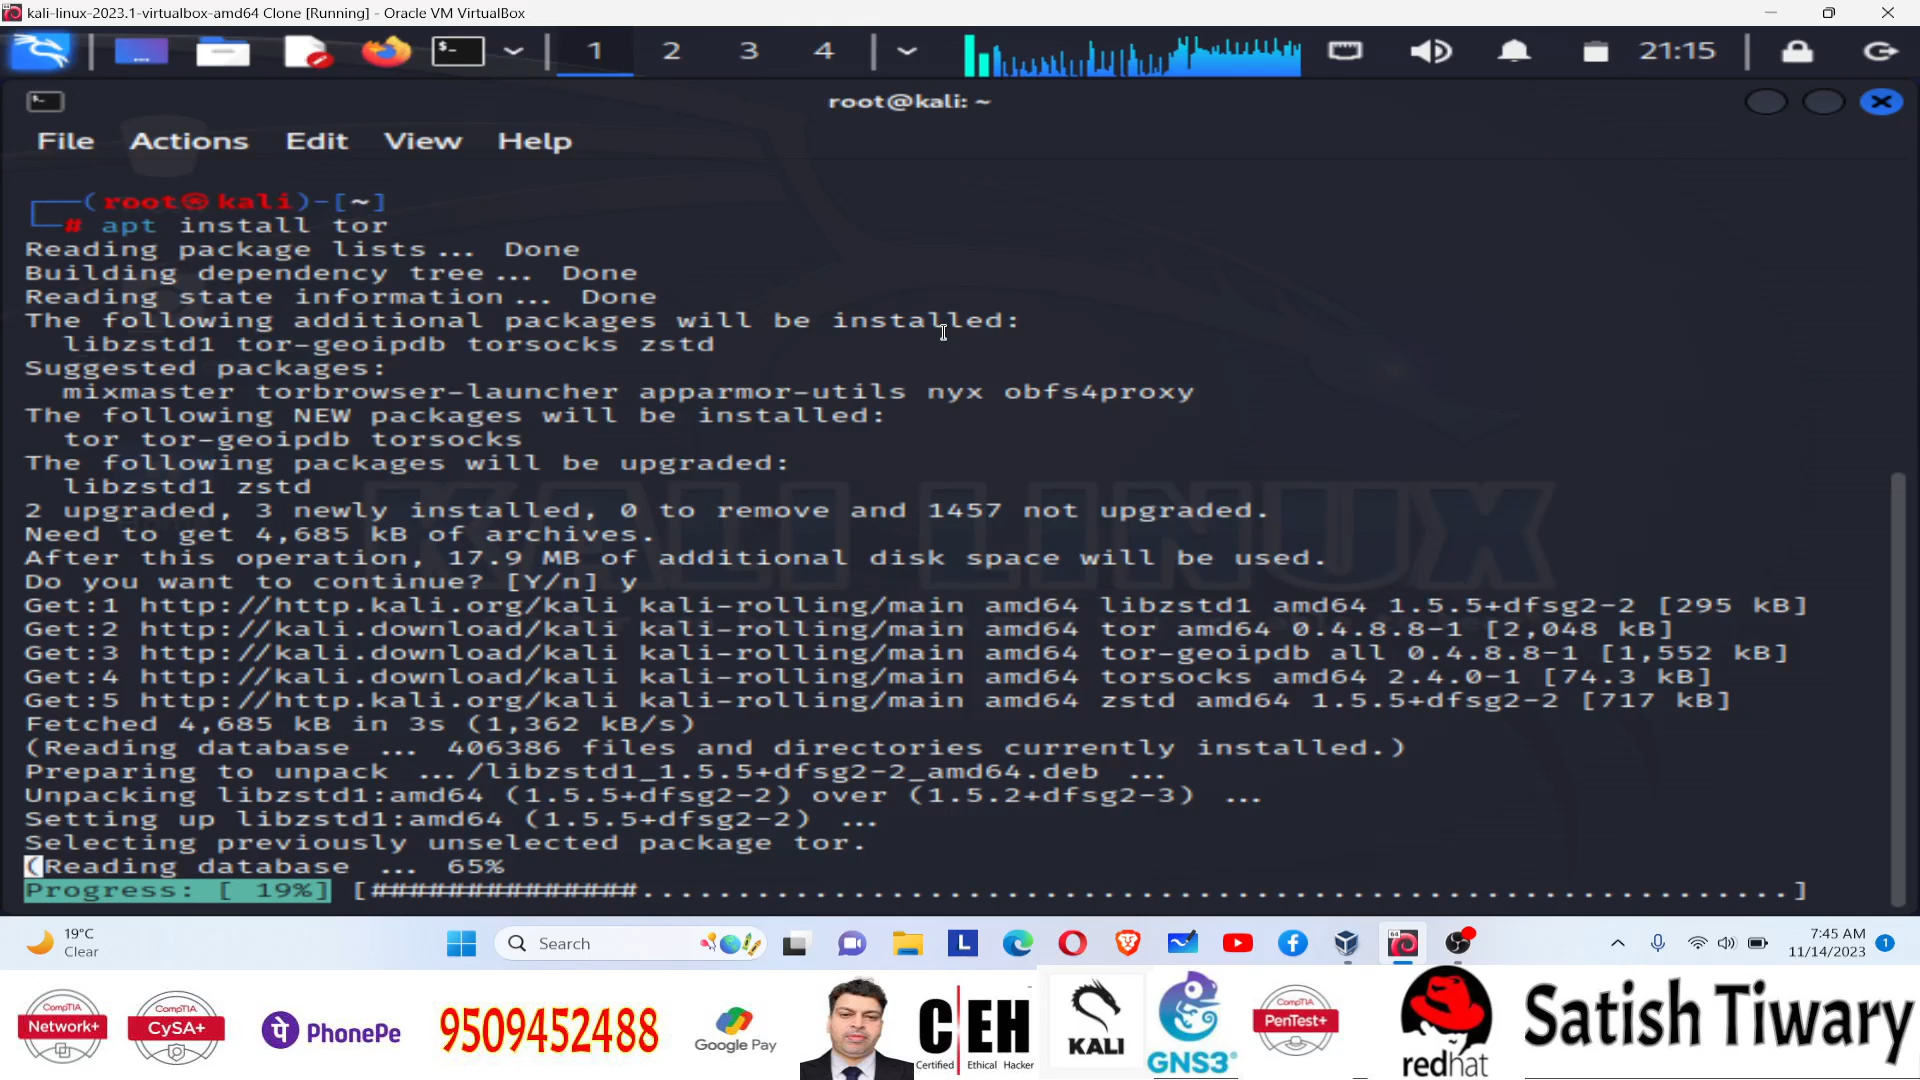 kali-linux-2023.1-virtualbox-amd64 Clone [Running] - Oracle VM VirtualBox
1 2 3 4 21:15
root@kali: ~
File Actions Edit View Help
┌──(root㉿kali)-[~]
└─# apt install tor
Reading package lists... Done
Building dependency tree... Done
Reading state information... Done
The following additional packages will be installed:
libzstd1 tor-geoipdb torsocks zstd
Suggested packages:
mixmaster torbrowser-launcher apparmor-utils nyx obfs4proxy
The following NEW packages will be installed:
tor tor-geoipdb torsocks
The following packages will be upgraded:
libzstd1 zstd
2 upgraded, 3 newly installed, 0 to remove and 1457 not upgraded.
Need to get 4,685 kB of archives.
After this operation, 17.9 MB of additional disk space will be used.
Do you want to continue? [Y/n] y
Get:1 http://http.kali.org/kali kali-rolling/main amd64 libzstd1 amd64 1.5.5+dfsg2-2 [295 kB]
Get:2 http://kali.download/kali kali-rolling/main amd64 tor amd64 0.4.8.8-1 [2,048 kB]
Get:3 http://kali.download/kali kali-rolling/main amd64 tor-geoipdb all 0.4.8.8-1 [1,552 kB]
Get:4 http://kali.download/kali kali-rolling/main amd64 torsocks amd64 2.4.0-1 [74.3 kB]
Get:5 http://http.kali.org/kali kali-rolling/main amd64 zstd amd64 1.5.5+dfsg2-2 [717 kB]
Fetched 4,685 kB in 3s (1,362 kB/s)
(Reading database ... 406386 files and directories currently installed.)
Preparing to unpack .../libzstd1_1.5.5+dfsg2-2_amd64.deb ...
Unpacking libzstd1:amd64 (1.5.5+dfsg2-2) over (1.5.2+dfsg2-3) ...
Setting up libzstd1:amd64 (1.5.5+dfsg2-2) ...
Selecting previously unselected package tor.
(Reading database ... 65%
Progress: [ 19%] [##############............................................................]
KALI LINUX
19°C
Clear
Search
L
64
7:45 AM
11/14/2023
1
CompTIA
Network+
CompTIA
CySA+
PhonePe
9509452488
Google Pay
CEH
Certified Ethical Hacker
KALI
GNS3
CompTIA
PenTest+
redhat
Satish Tiwary